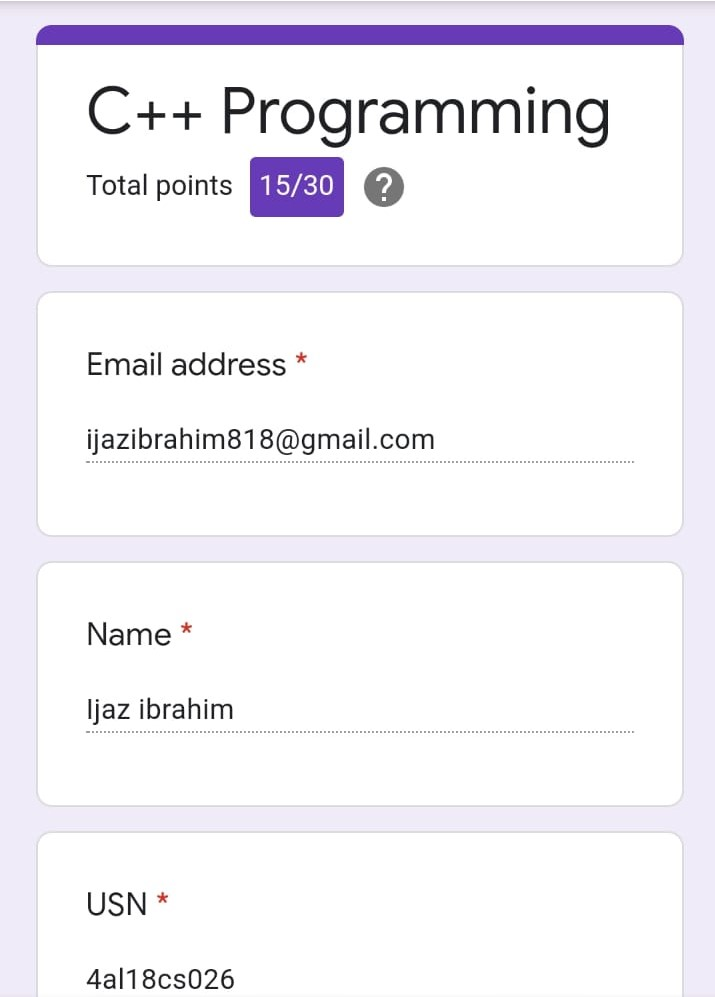 C++ Programming
Total points 15/30 ?
Email address *
ijazibrahim818@gmail.com
Name *
Ijaz ibrahim
USN *
4al18cs026